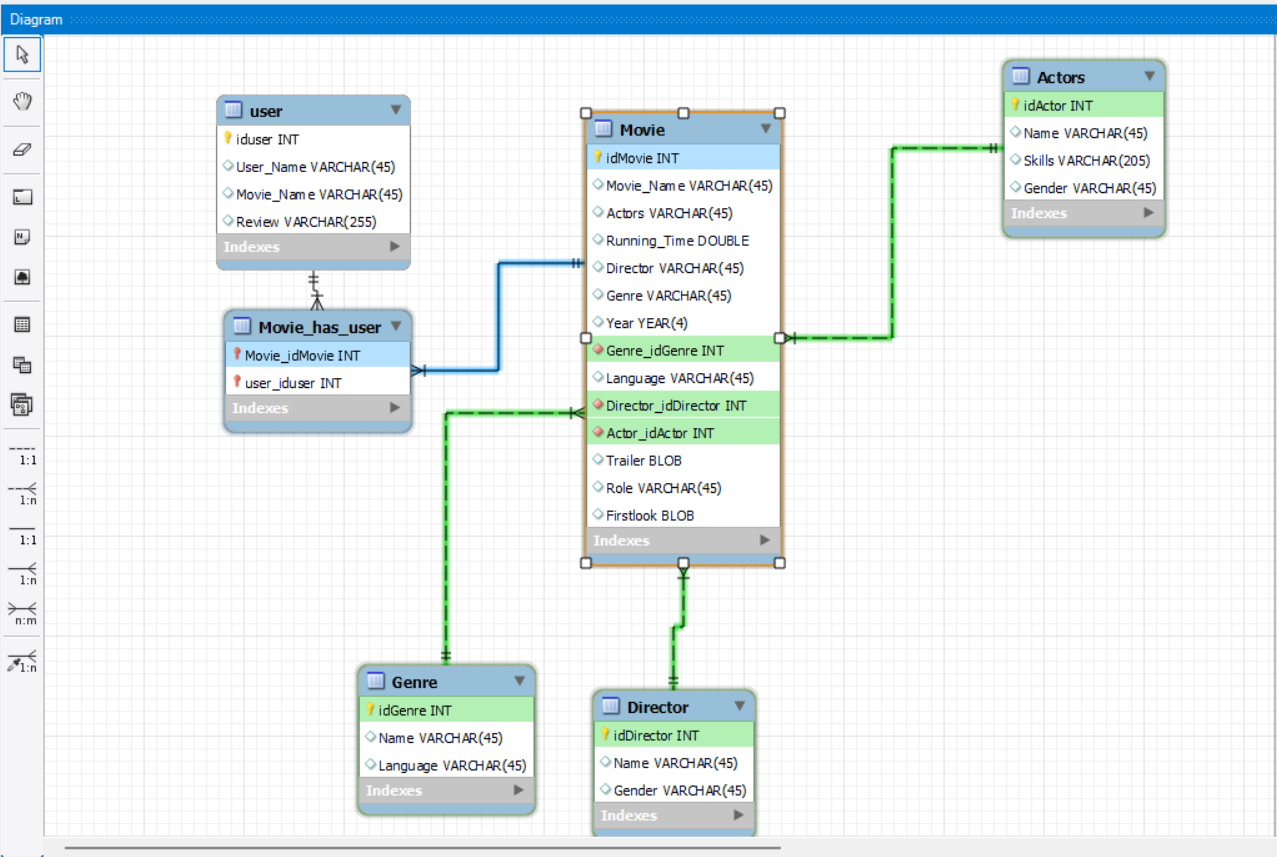 Diagram
1:1
1:n
1:1
1:n
n:m
1:n
user
iduser INT
User_Name VARCHAR(45)
Movie_Name VARCHAR(45)
Review VARCHAR(255)
Indexes
Movie_has_user
Movie_idMovie INT
user_iduser INT
Indexes
Movie
idMovie INT
Movie_Name VARCHAR(45)
Actors VARCHAR(45)
Running_Time DOUBLE
Director VARCHAR(45)
Genre VARCHAR(45)
Year YEAR(4)
Genre_idGenre INT
Language VARCHAR(45)
Director_idDirector INT
Actor_idActor INT
Trailer BLOB
Role VARCHAR(45)
Firstlook BLOB
Indexes
Actors
idActor INT
Name VARCHAR(45)
Skills VARCHAR(205)
Gender VARCHAR(45)
Indexes
Genre
idGenre INT
Name VARCHAR(45)
Language VARCHAR(45)
Indexes
Director
idDirector INT
Name VARCHAR(45)
Gender VARCHAR(45)
Indexes